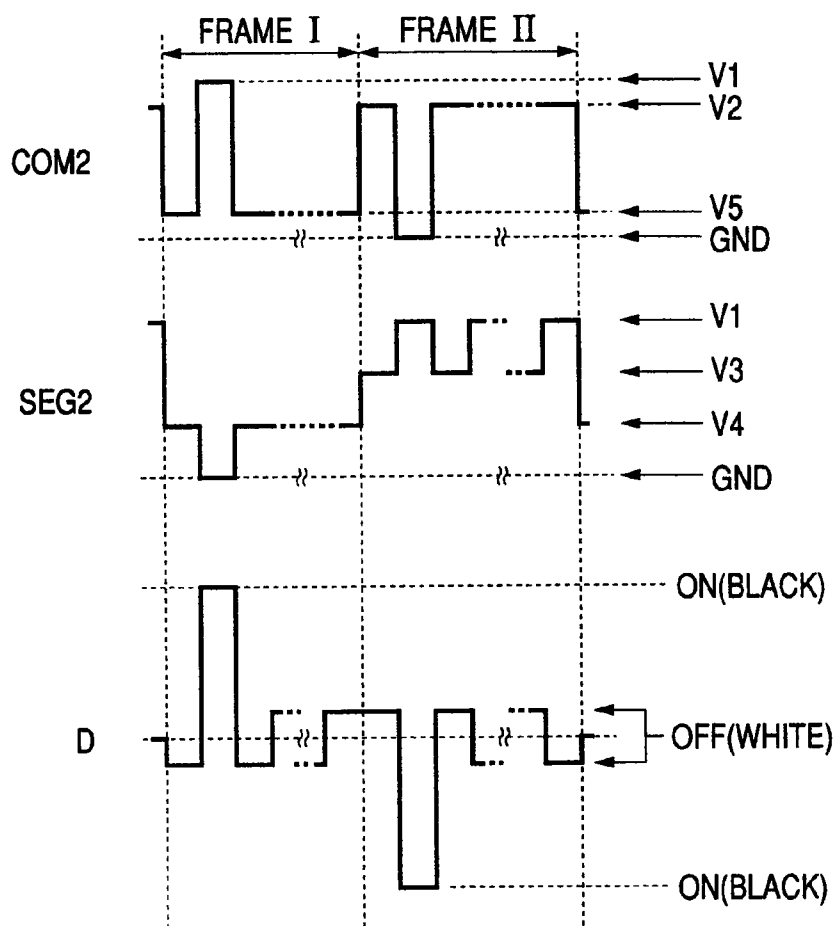 FRAME I
FRAME II
COM2
V1
V2
V5
GND
SEG2
V1
V3
V4
GND
D
ON(BLACK)
OFF(WHITE)
ON(BLACK)